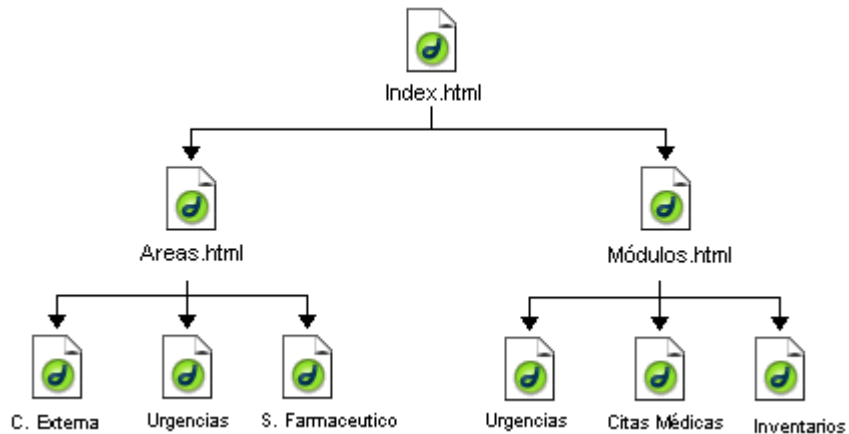 Index.html
Areas.html
Módulos.html
C. Externa
Urgencias
S. Farmaceutico
Urgencias
Citas Médicas
Inventarios